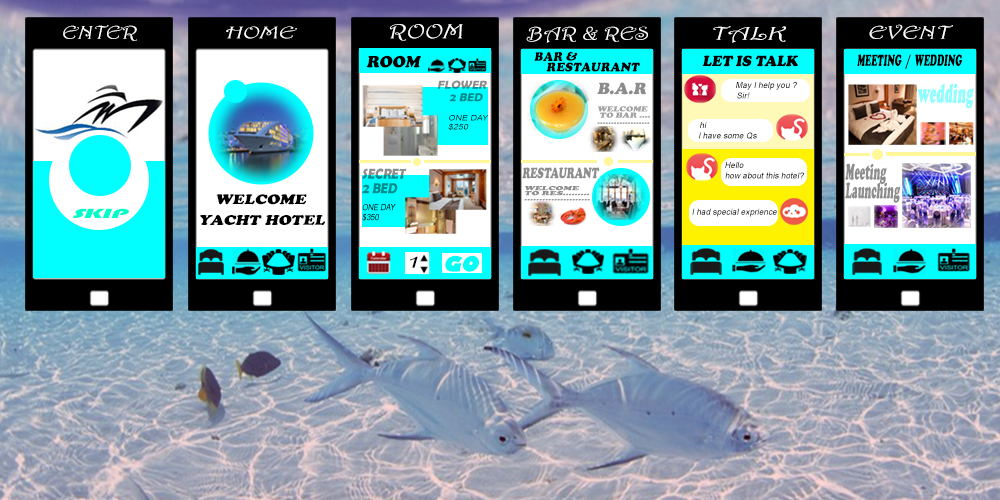 ENTER
SKIP
HOME
WELCOME
YACHT HOTEL
VISITOR
ROOM
ROOM
FLOWER
2 BED
ONE DAY
$250
SECRET
2 BED
ONE DAY
$350
1
GO
BAR & RES
BAR &
RESTAURANT
B.A.R
WELCOME
TO BAR ....
RESTAURANT
WELCOME
TO RES........
VISITOR
TALK
LET IS TALK
May I help you ?
Sir!
hi
I have some Qs
Hello
how about this hotel?
I had special exprience
EVENT
MEETING / WEDDING
wedding
Meeting
Launching
VISITOR